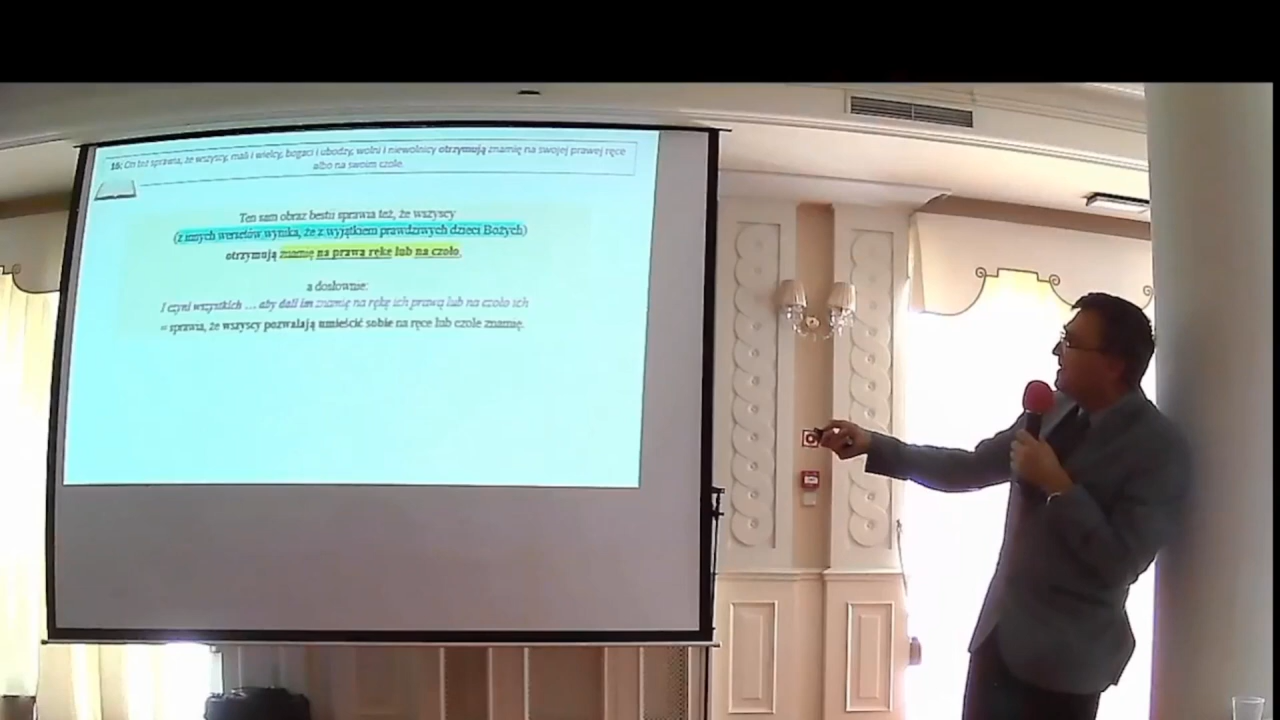 16: On też sprawia, że wszyscy, mali i wielcy, bogaci i ubodzy, wolni i niewolnicy otrzymują znamię na swojej prawej ręce
albo na swoim czole.
Ten sam obraz bestii sprawia też, że wszyscy
(z innych wersetów wynika, że z wyjątkiem prawdziwych dzieci Bożych)
otrzymują znamię na prawą rękę lub na czoło.
a dosłownie:
I czyni wszystkich ... aby dali im znamię na rękę ich prawą lub na czoło ich
= sprawia, że wszyscy pozwalają umieścić sobie na ręce lub czole znamię.